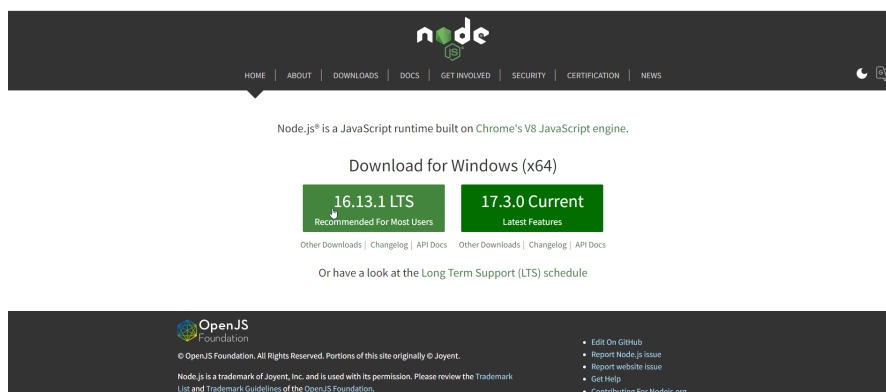 node
JS
HOME | ABOUT | DOWNLOADS | DOCS | GET INVOLVED | SECURITY | CERTIFICATION | NEWS
Node.js® is a JavaScript runtime built on Chrome's V8 JavaScript engine.
Download for Windows (x64)
16.13.1 LTS
Recommended For Most Users
17.3.0 Current
Latest Features
Other Downloads | Changelog | API Docs
Other Downloads | Changelog | API Docs
Or have a look at the Long Term Support (LTS) schedule
OpenJS
Foundation
© OpenJS Foundation. All Rights Reserved. Portions of this site originally © Joyent.
Node.js is a trademark of Joyent, Inc. and is used with its permission. Please review the Trademark
List and Trademark Guidelines of the OpenJS Foundation.
• Edit On GitHub
• Report Node.js issue
• Report website issue
• Get Help
• Contributing For Nodejs.org